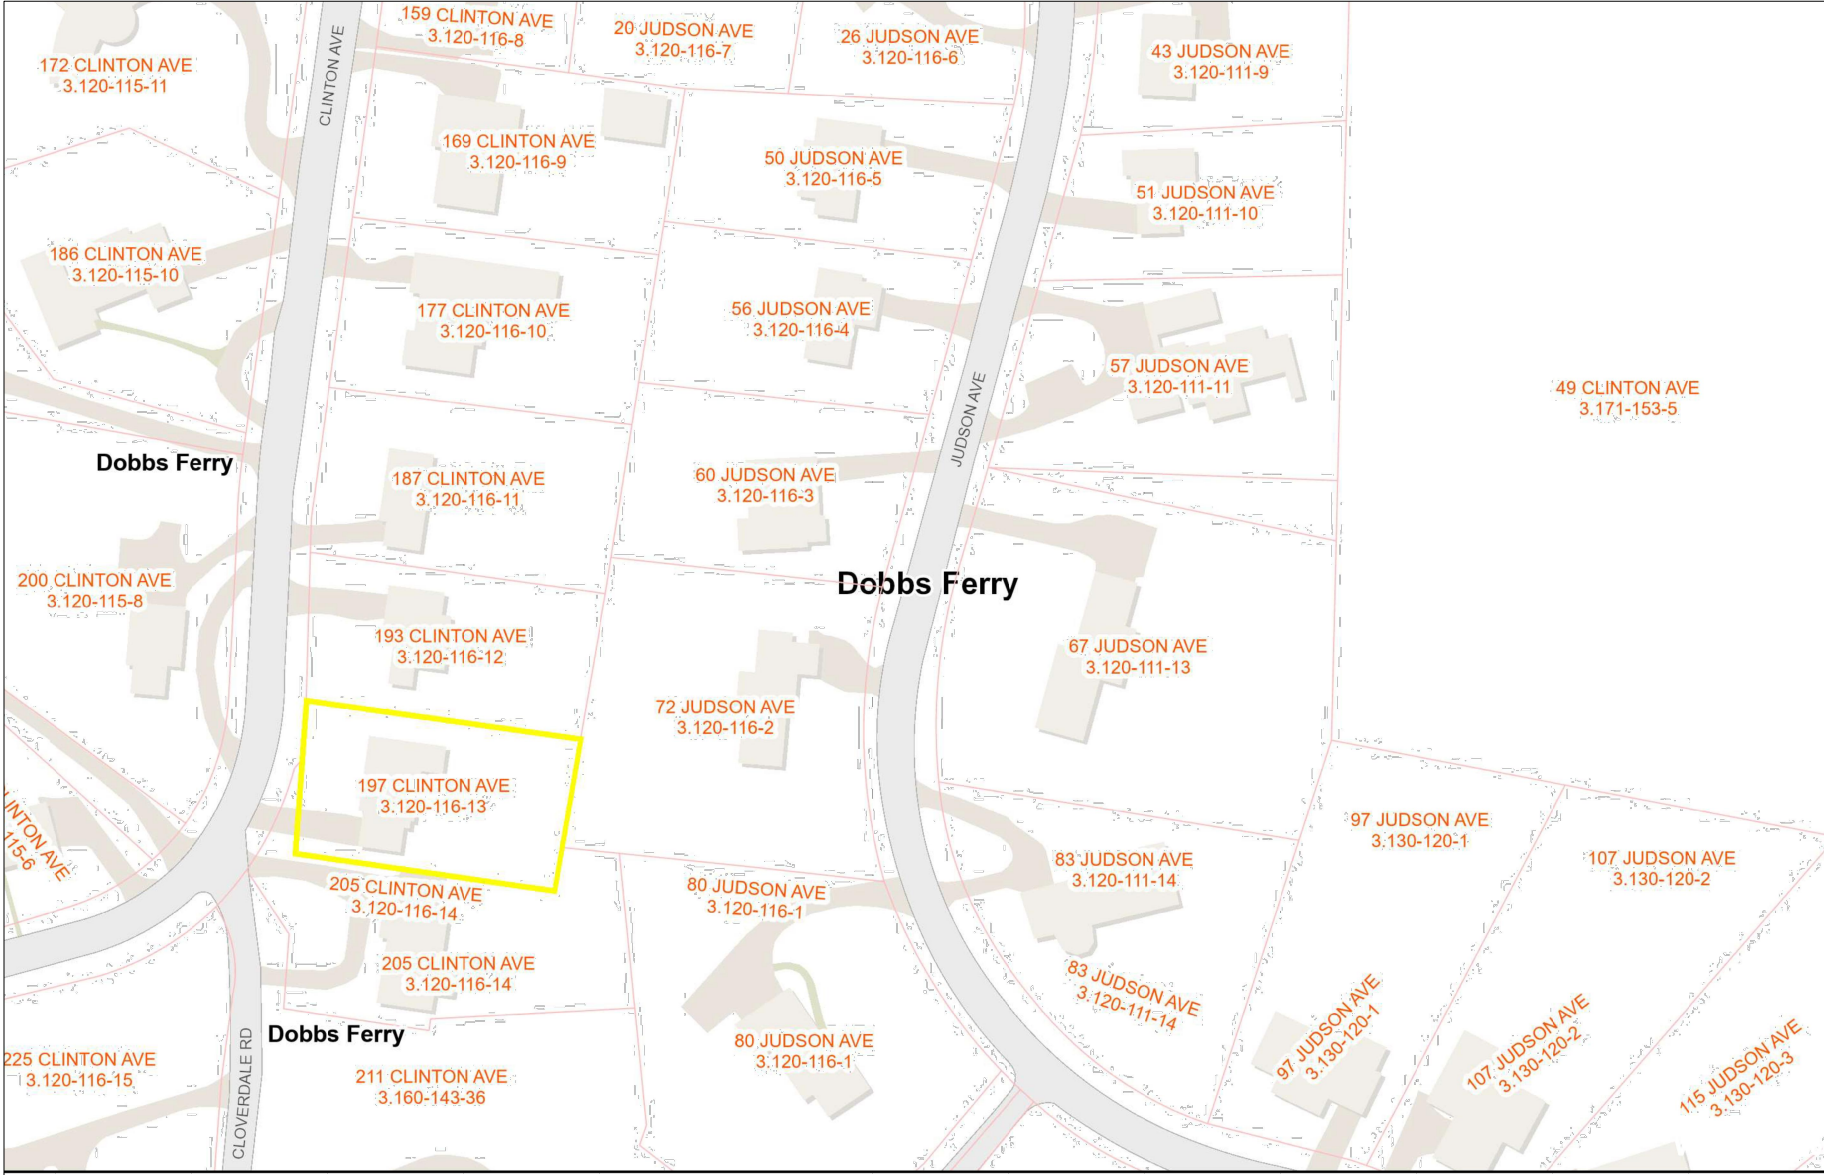 159 CLINTON AVE
3.120-116-8
20 JUDSON AVE
3.120-116-7
26 JUDSON AVE
3.120-116-6
43 JUDSON AVE
3.120-111-9
172 CLINTON AVE
3.120-115-11
CLINTON AVE
169 CLINTON AVE
3.120-116-9
50 JUDSON AVE
3.120-116-5
51 JUDSON AVE
3.120-111-10
186 CLINTON AVE
3.120-115-10
177 CLINTON AVE
3.120-116-10
56 JUDSON AVE
3.120-116-4
57 JUDSON AVE
3.120-111-11
49 CLINTON AVE
3.171-153-5
JUDSON AVE
Dobbs Ferry
187 CLINTON AVE
3.120-116-11
60 JUDSON AVE
3.120-116-3
200 CLINTON AVE
3.120-115-8
Dobbs Ferry
193 CLINTON AVE
3.120-116-12
67 JUDSON AVE
3.120-111-13
72 JUDSON AVE
3.120-116-2
197 CLINTON AVE
3.120-116-13
LINTON AVE
115-6
97 JUDSON AVE
3.130-120-1
107 JUDSON AVE
3.130-120-2
83 JUDSON AVE
3.120-111-14
205 CLINTON AVE
3.120-116-14
80 JUDSON AVE
3.120-116-1
205 CLINTON AVE
3.120-116-14
83 JUDSON AVE
3.120-111-14
Dobbs Ferry
97 JUDSON AVE
3.130-120-1
107 JUDSON AVE
3.130-120-2
115 JUDSON AVE
3.130-120-3
80 JUDSON AVE
3.120-116-1
225 CLINTON AVE
3.120-116-15
CLOVERDALE RD
211 CLINTON AVE
3.160-143-36